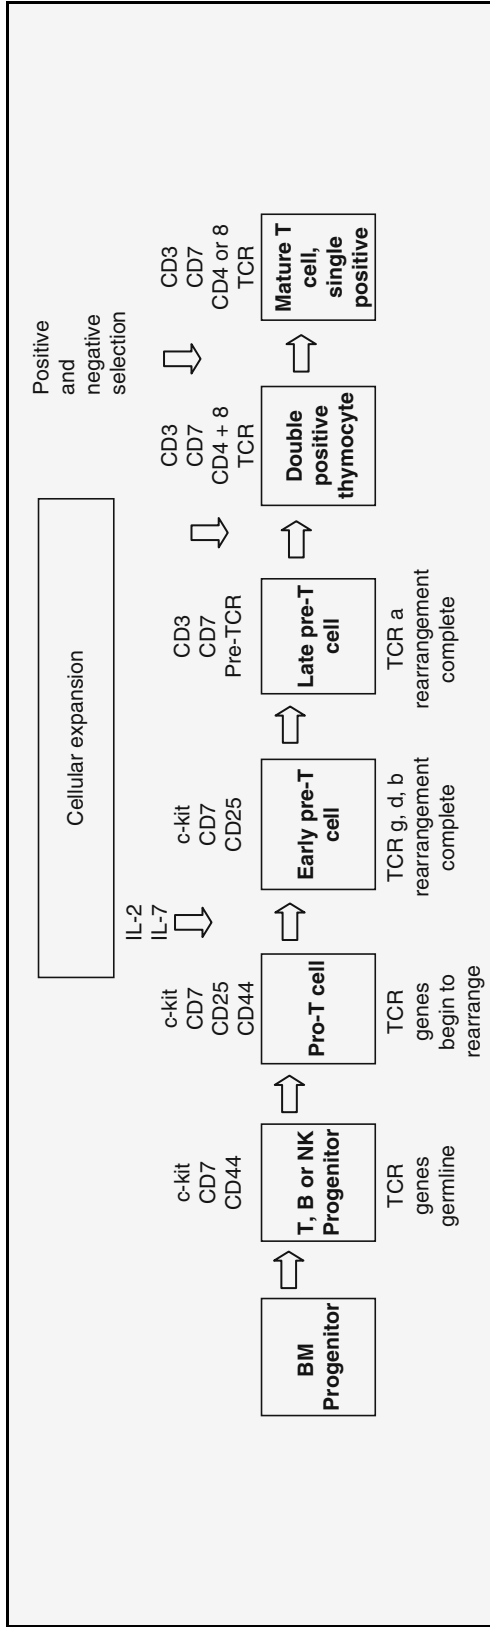 Cellular expansion
Positive
and
negative
selection
IL-2
IL-7
c-kit
CD7
CD44
c-kit
CD7
CD25
CD44
c-kit
CD7
CD25
CD3
CD7
Pre-TCR
CD3
CD7
CD4 + 8
TCR
CD3
CD7
CD4 or 8
TCR
BM
Progenitor
T, B or NK
Progenitor
Pro-T cell
Early pre-T
cell
Late pre-T
cell
Double
positive
thymocyte
Mature T
cell,
single
positive
TCR
genes
germline
TCR
genes
begin to
rearrange
TCR g, d, b
rearrangement
complete
TCR a
rearrangement
complete